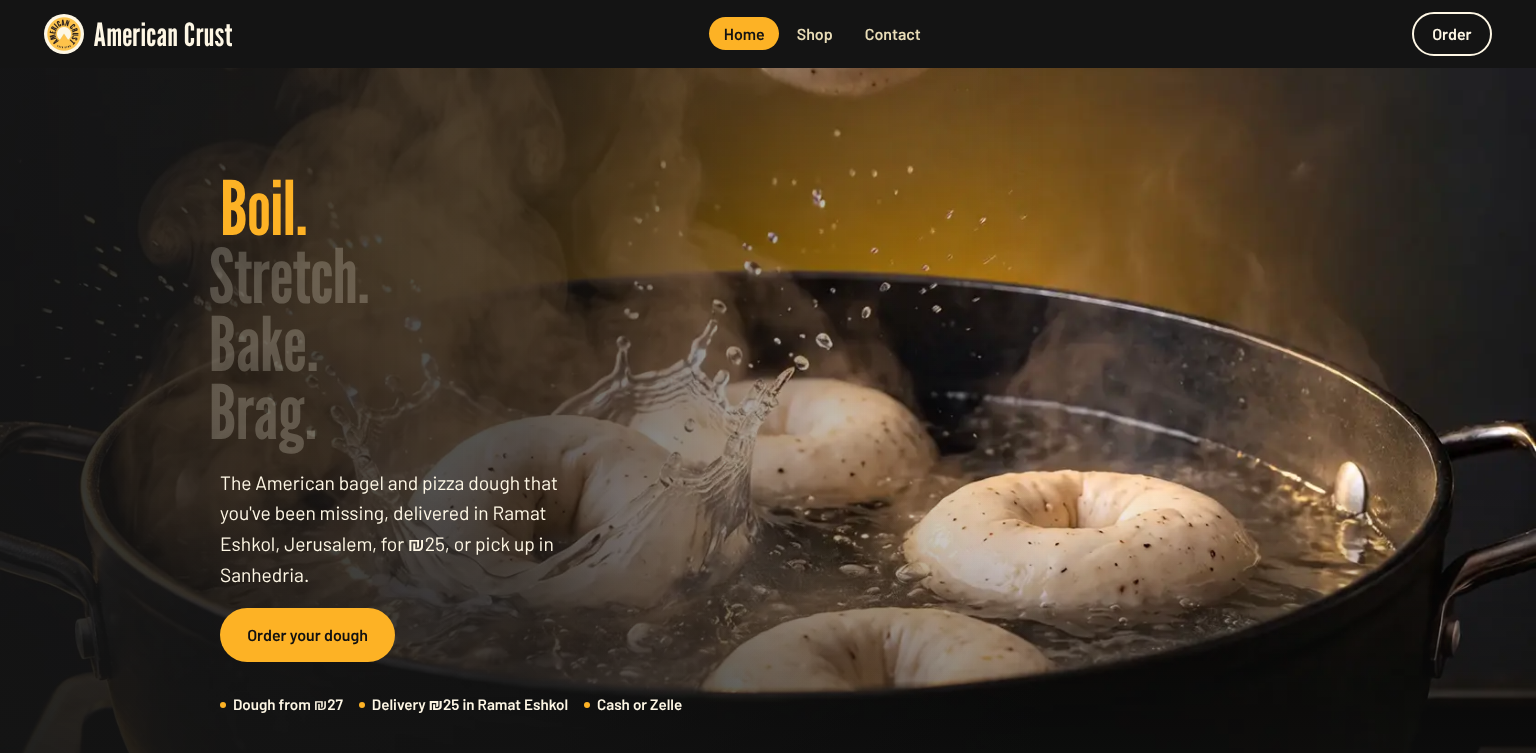 American Crust
Home
Shop
Contact
Order
Boil.
Stretch.
Bake.
Brag.
The American bagel and pizza dough that
you've been missing, delivered in Ramat
Eshkol, Jerusalem, for ₪25, or pick up in
Sanhedria.
Order your dough
Dough from ₪27
Delivery ₪25 in Ramat Eshkol
Cash or Zelle